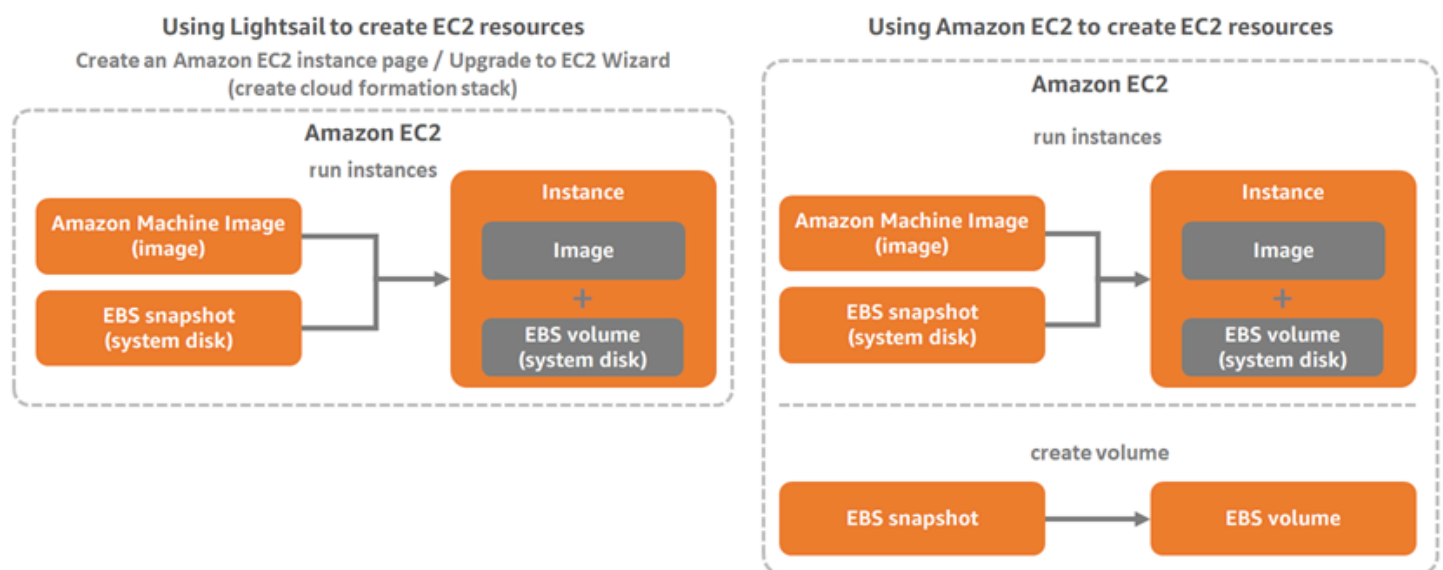 Using Lightsail to create EC2 resources
Create an Amazon EC2 instance page / Upgrade to EC2 Wizard
(create cloud formation stack)
Amazon EC2
run instances
Amazon Machine Image
(image)
EBS snapshot
(system disk)
Instance
Image
+
EBS volume
(system disk)
Using Amazon EC2 to create EC2 resources
Amazon EC2
run instances
Amazon Machine Image
(image)
EBS snapshot
(system disk)
Instance
Image
+
EBS volume
(system disk)
create volume
EBS snapshot
EBS volume